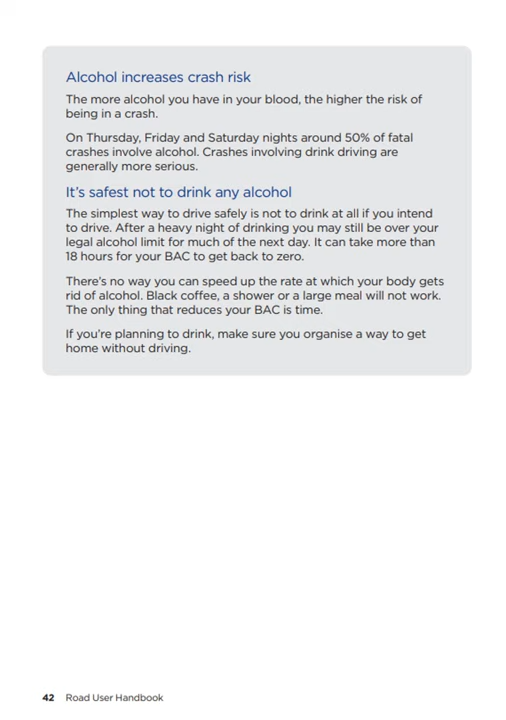 Alcohol increases crash risk
The more alcohol you have in your blood, the higher the risk of
being in a crash.
On Thursday, Friday and Saturday nights around 50% of fatal
crashes involve alcohol. Crashes involving drink driving are
generally more serious.
It's safest not to drink any alcohol
The simplest way to drive safely is not to drink at all if you intend
to drive. After a heavy night of drinking you may still be over your
legal alcohol limit for much of the next day. It can take more than
18 hours for your BAC to get back to zero.
There's no way you can speed up the rate at which your body gets
rid of alcohol. Black coffee, a shower or a large meal will not work.
The only thing that reduces your BAC is time.
If you're planning to drink, make sure you organise a way to get
home without driving.
42 Road User Handbook